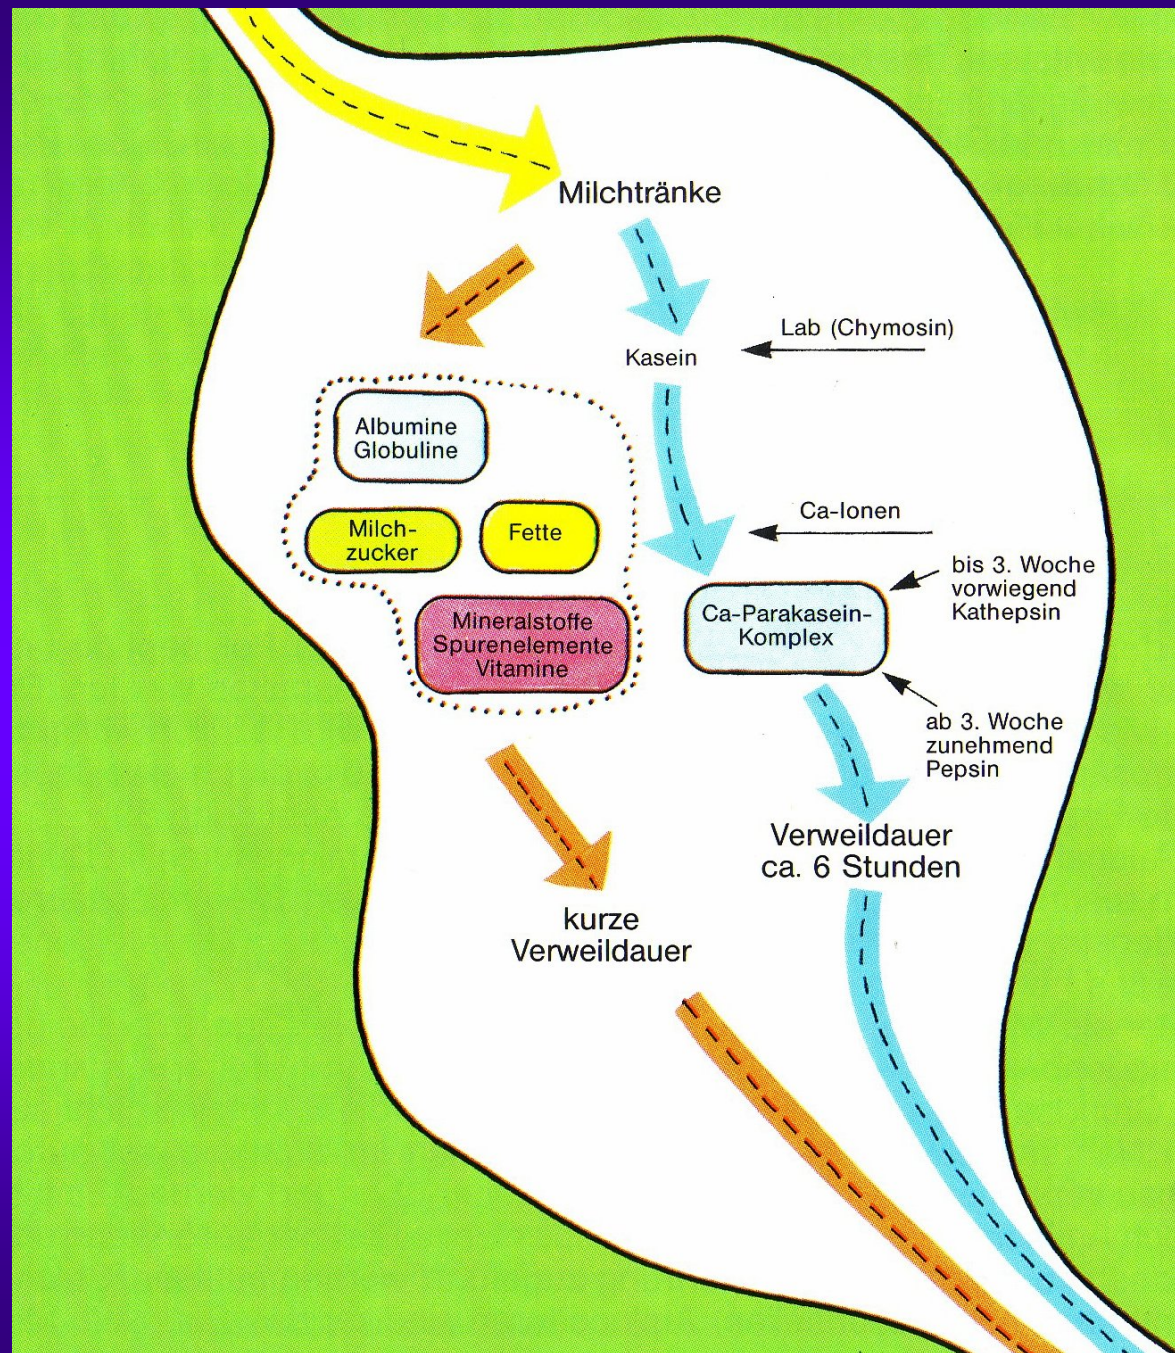 Milchtränke
Lab (Chymosin)
Kasein
Albumine
Globuline
Milch-
zucker
Fette
Ca-Ionen
bis 3. Woche
vorwiegend
Kathepsin
Ca-Parakasein-
Komplex
Mineralstoffe
Spurenelemente
Vitamine
ab 3. Woche
zunehmend
Pepsin
Verweildauer
ca. 6 Stunden
kurze
Verweildauer